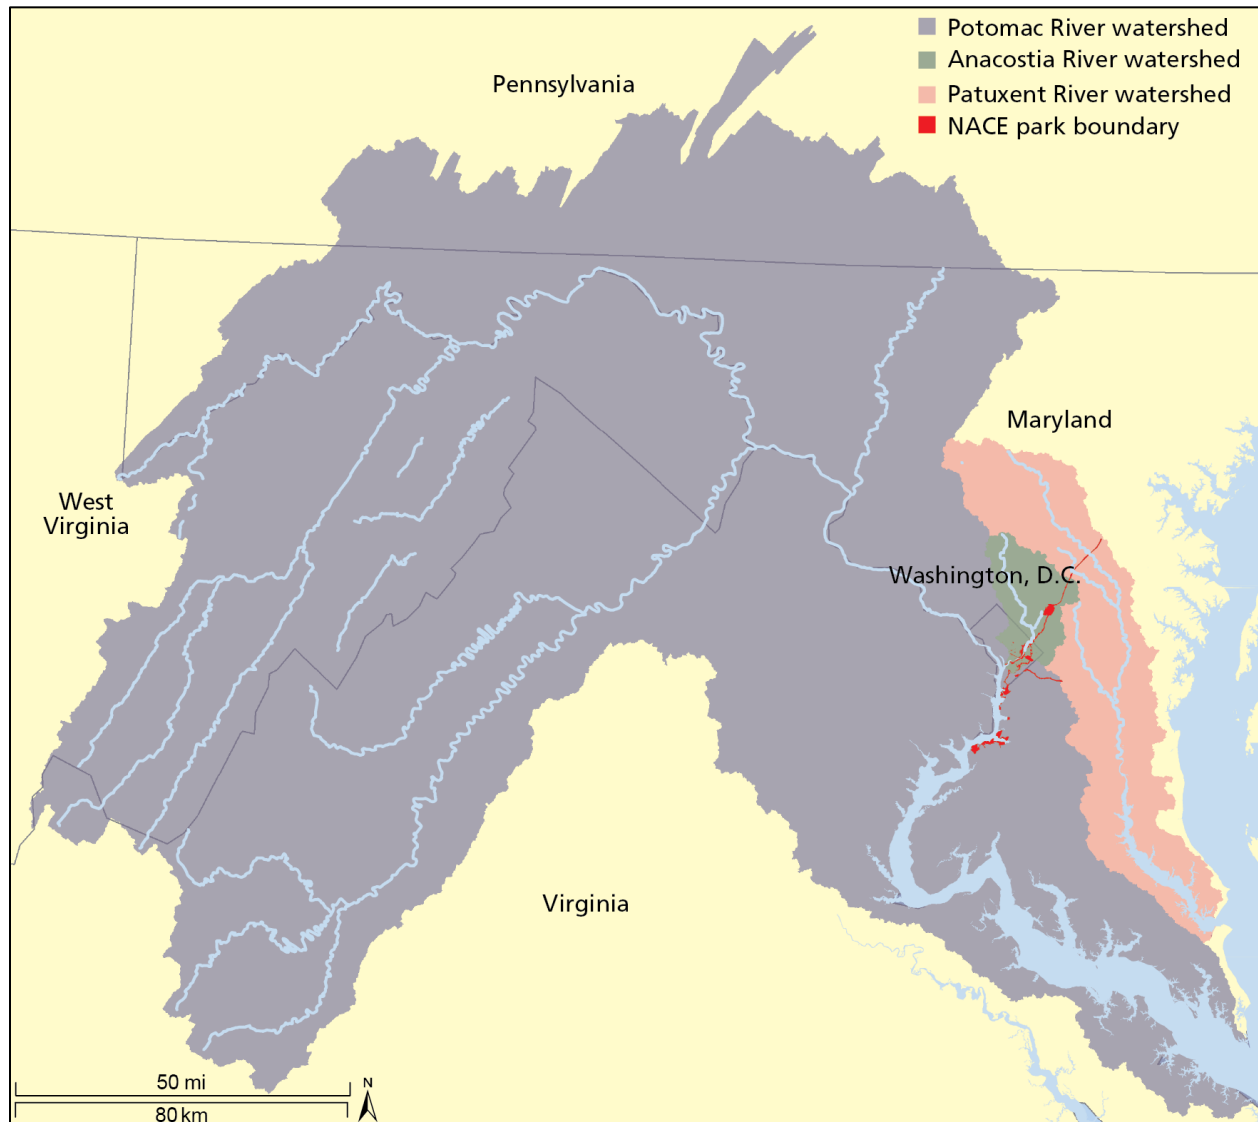 Potomac River watershed
Anacostia River watershed
Patuxent River watershed
NACE park boundary
Pennsylvania
Maryland
West
Virginia
Washington, D.C.
Virginia
50 mi
80 km
N